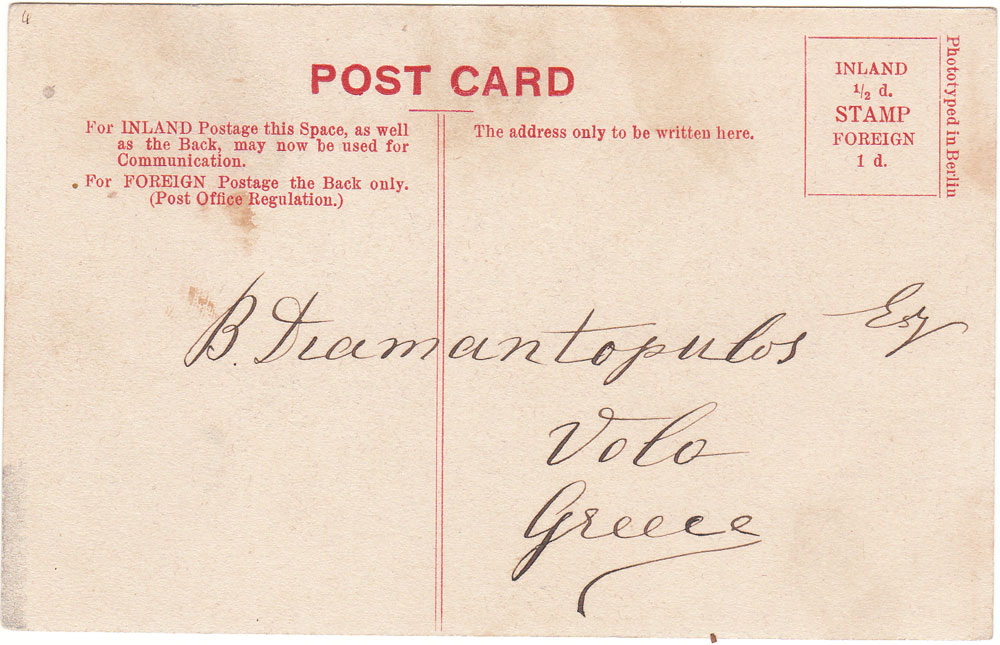 4
POST CARD
For INLAND Postage this Space, as well
as the Back, may now be used for
Communication.
For FOREIGN Postage the Back only.
(Post Office Regulation.)
The address only to be written here.
INLAND
1/2 d.
STAMP
FOREIGN
1 d.
Phototyped in Berlin
B. Diamantopulos Esq
Volo
Greece